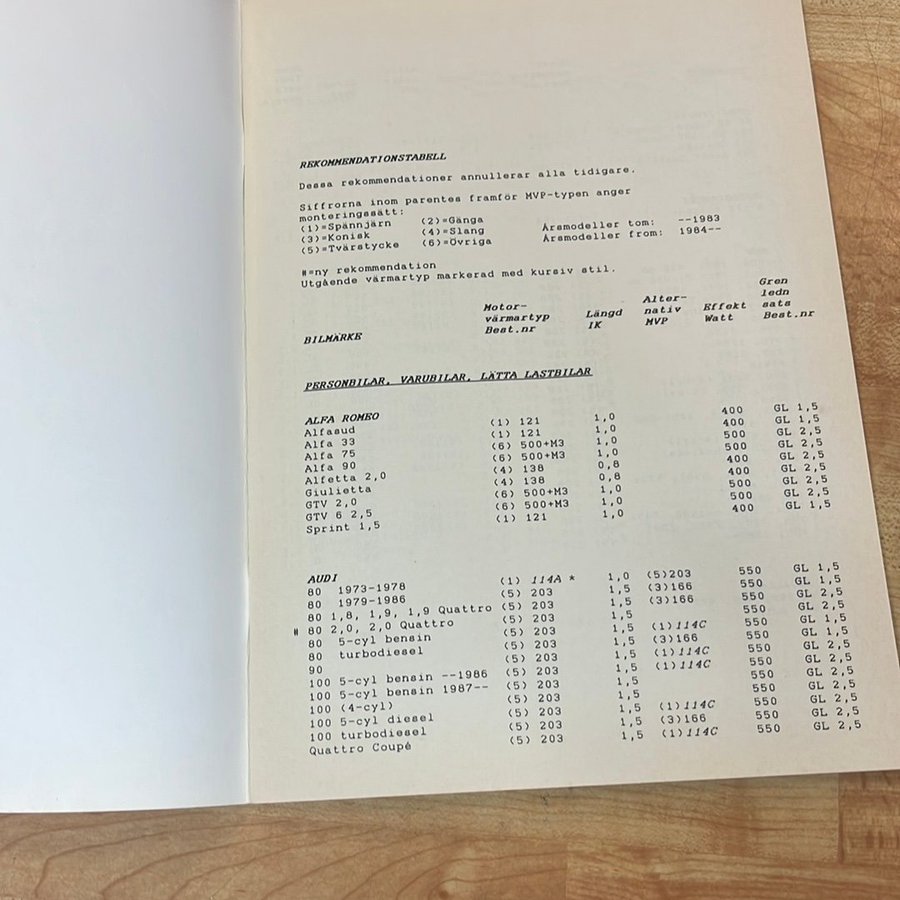 REKOMMENDATIONSTABELL
Dessa rekommendationer annullerar alla tidigare.
Siffrorna inom parentes framför MVP-typen anger
monteringssätt:
(1)=Spännjärn (2)=Gänga
(3)=Konisk (4)=Slang Årsmodeller tom: --1983
(5)=Tvärstycke (6)=Övriga Årsmodeller from: 1984--
#=ny rekommendation
Utgående värmartyp markerad med kursiv stil.
Gren
Motor- Alter- ledn
värmartyp Längd nativ Effekt sats
BILMÄRKE Best.nr IK MVP Watt Best.nr
PERSONBILAR, VARUBILAR, LÄTTA LASTBILAR
ALFA ROMEO
Alfasud (1) 121 1,0 400 GL 1,5
Alfa 33 (1) 121 1,0 400 GL 1,5
Alfa 75 (6) 500+M3 1,0 500 GL 2,5
Alfa 90 (6) 500+M3 1,0 500 GL 2,5
Alfetta 2,0 (4) 138 0,8 400 GL 2,5
Giulietta (4) 138 0,8 400 GL 2,5
GTV 2,0 (6) 500+M3 1,0 500 GL 2,5
GTV 6 2,5 (6) 500+M3 1,0 500 GL 2,5
Sprint 1,5 (1) 121 1,0 400 GL 1,5
AUDI
80 1973-1978 (1) 114A * 1,0 (5)203 550 GL 1,5
80 1979-1986 (5) 203 1,5 (3)166 550 GL 1,5
80 1,8, 1,9, 1,9 Quattro (5) 203 1,5 (3)166 550 GL 2,5
# 80 2,0, 2,0 Quattro (5) 203 1,5 550 GL 2,5
80 5-cyl bensin (5) 203 1,5 (1)114C 550 GL 1,5
80 turbodiesel (5) 203 1,5 (3)166 550 GL 1,5
90 (5) 203 1,5 (1)114C 550 GL 2,5
100 5-cyl bensin --1986 (5) 203 1,5 (1)114C 550 GL 2,5
100 5-cyl bensin 1987-- (5) 203 1,5 550 GL 2,5
100 (4-cyl) (5) 203 1,5 550 GL 2,5
100 5-cyl diesel (5) 203 1,5 (1)114C 550 GL 2,5
100 turbodiesel (5) 203 1,5 (3)166 550 GL 2,5
Quattro Coupé (5) 203 1,5 (1)114C 550 GL 2,5